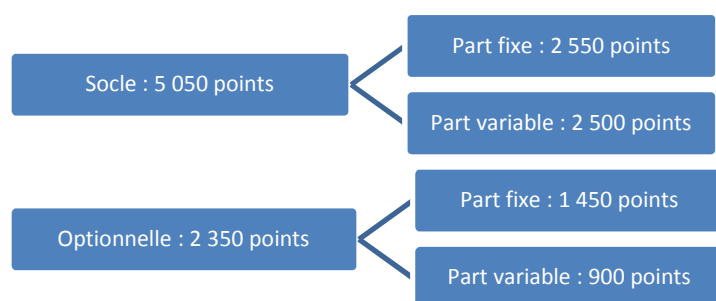 Socle : 5 050 points
Part fixe : 2 550 points
Part variable : 2 500 points
Optionnelle : 2 350 points
Part fixe : 1 450 points
Part variable : 900 points